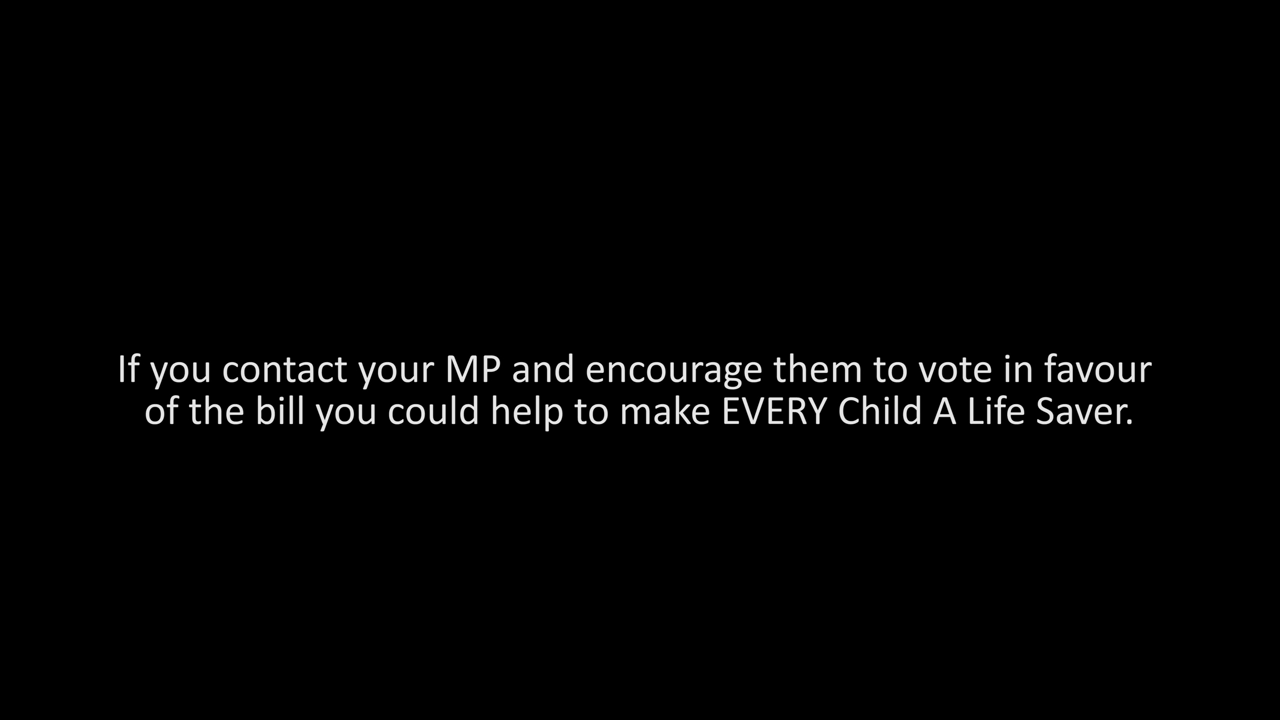 If you contact your MP and encourage them to vote in favour
of the bill you could help to make EVERY Child A Life Saver.